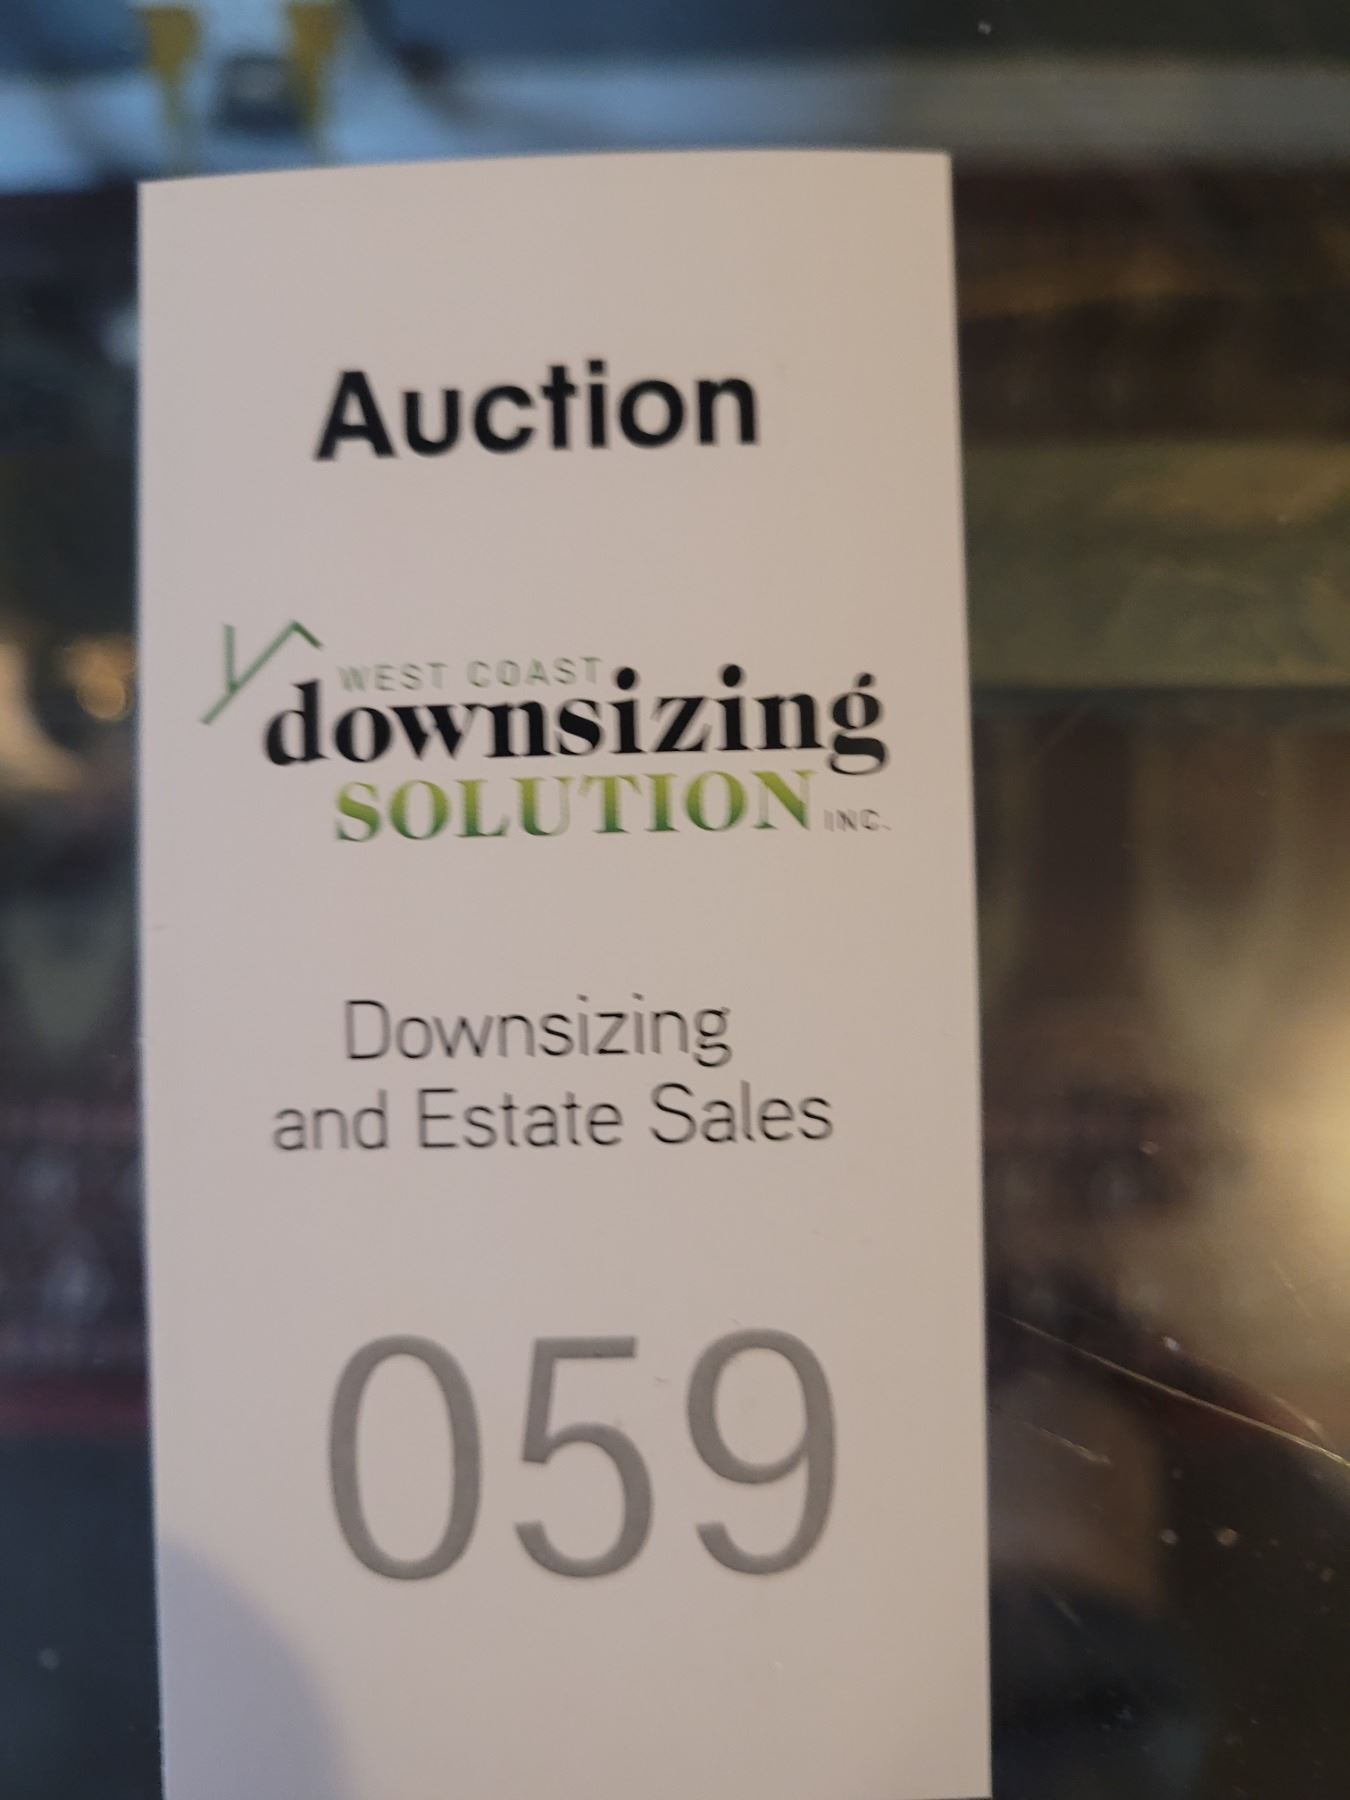 Auction
WEST COAST
downsizing
SOLUTION INC.
Downsizing
and Estate Sales
059